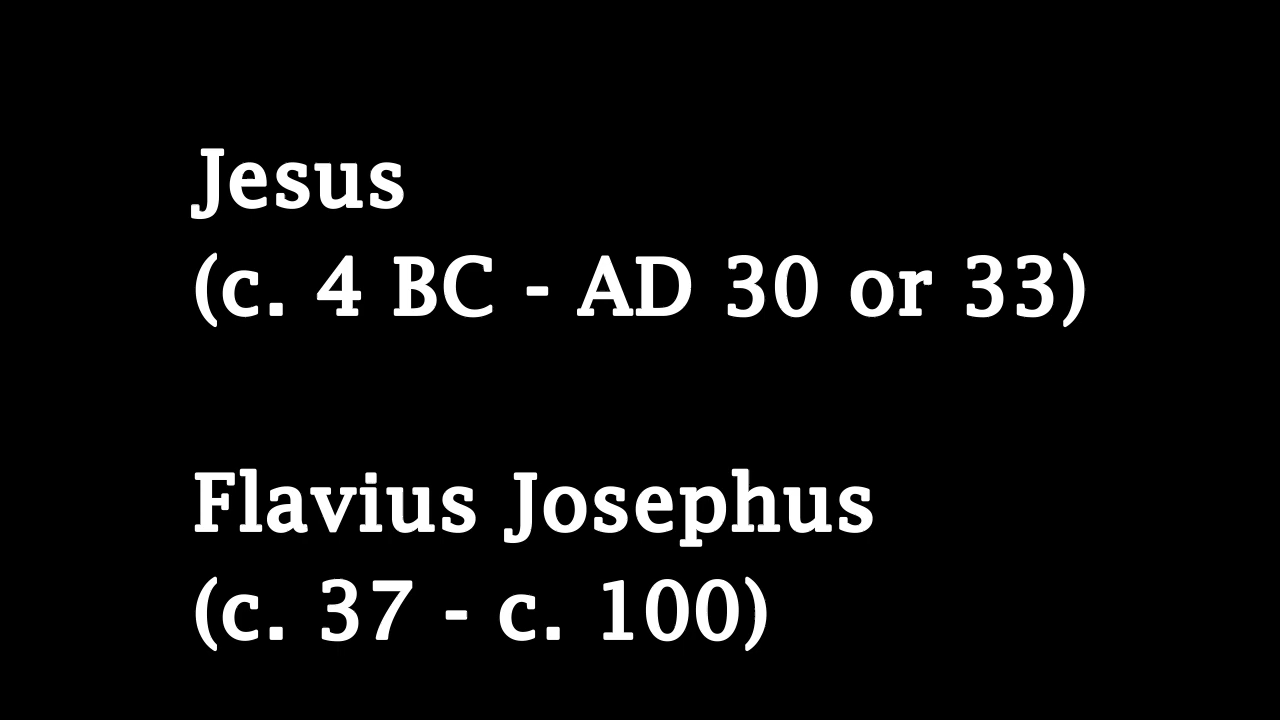 Jesus
(c. 4 BC - AD 30 or 33)
Flavius Josephus
(c. 37 - c. 100)